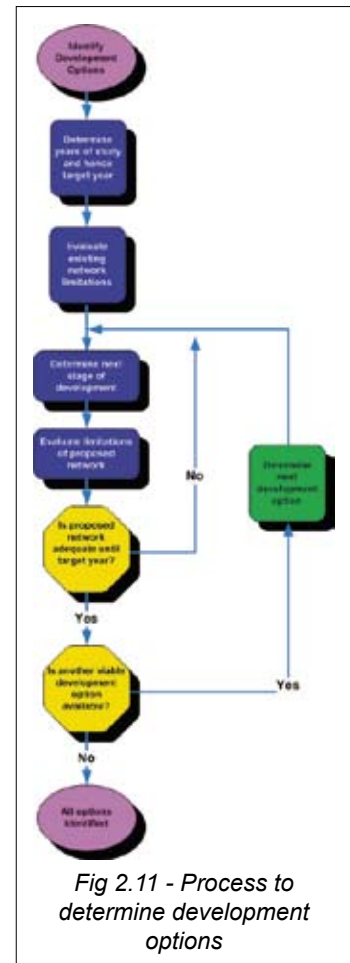 Identify
Development
Options
Determine
years of study
and hence
target year
Evaluate
existing
network
limitations
Determine next
stage of
development
Evaluate limitations
of proposed
network
No
Determine
next
development
option
Is proposed
network
adequate until
target year?
Yes
Is another viable
development
option
available?
Yes
No
All options
identified
Fig 2.11 - Process to
determine development
options